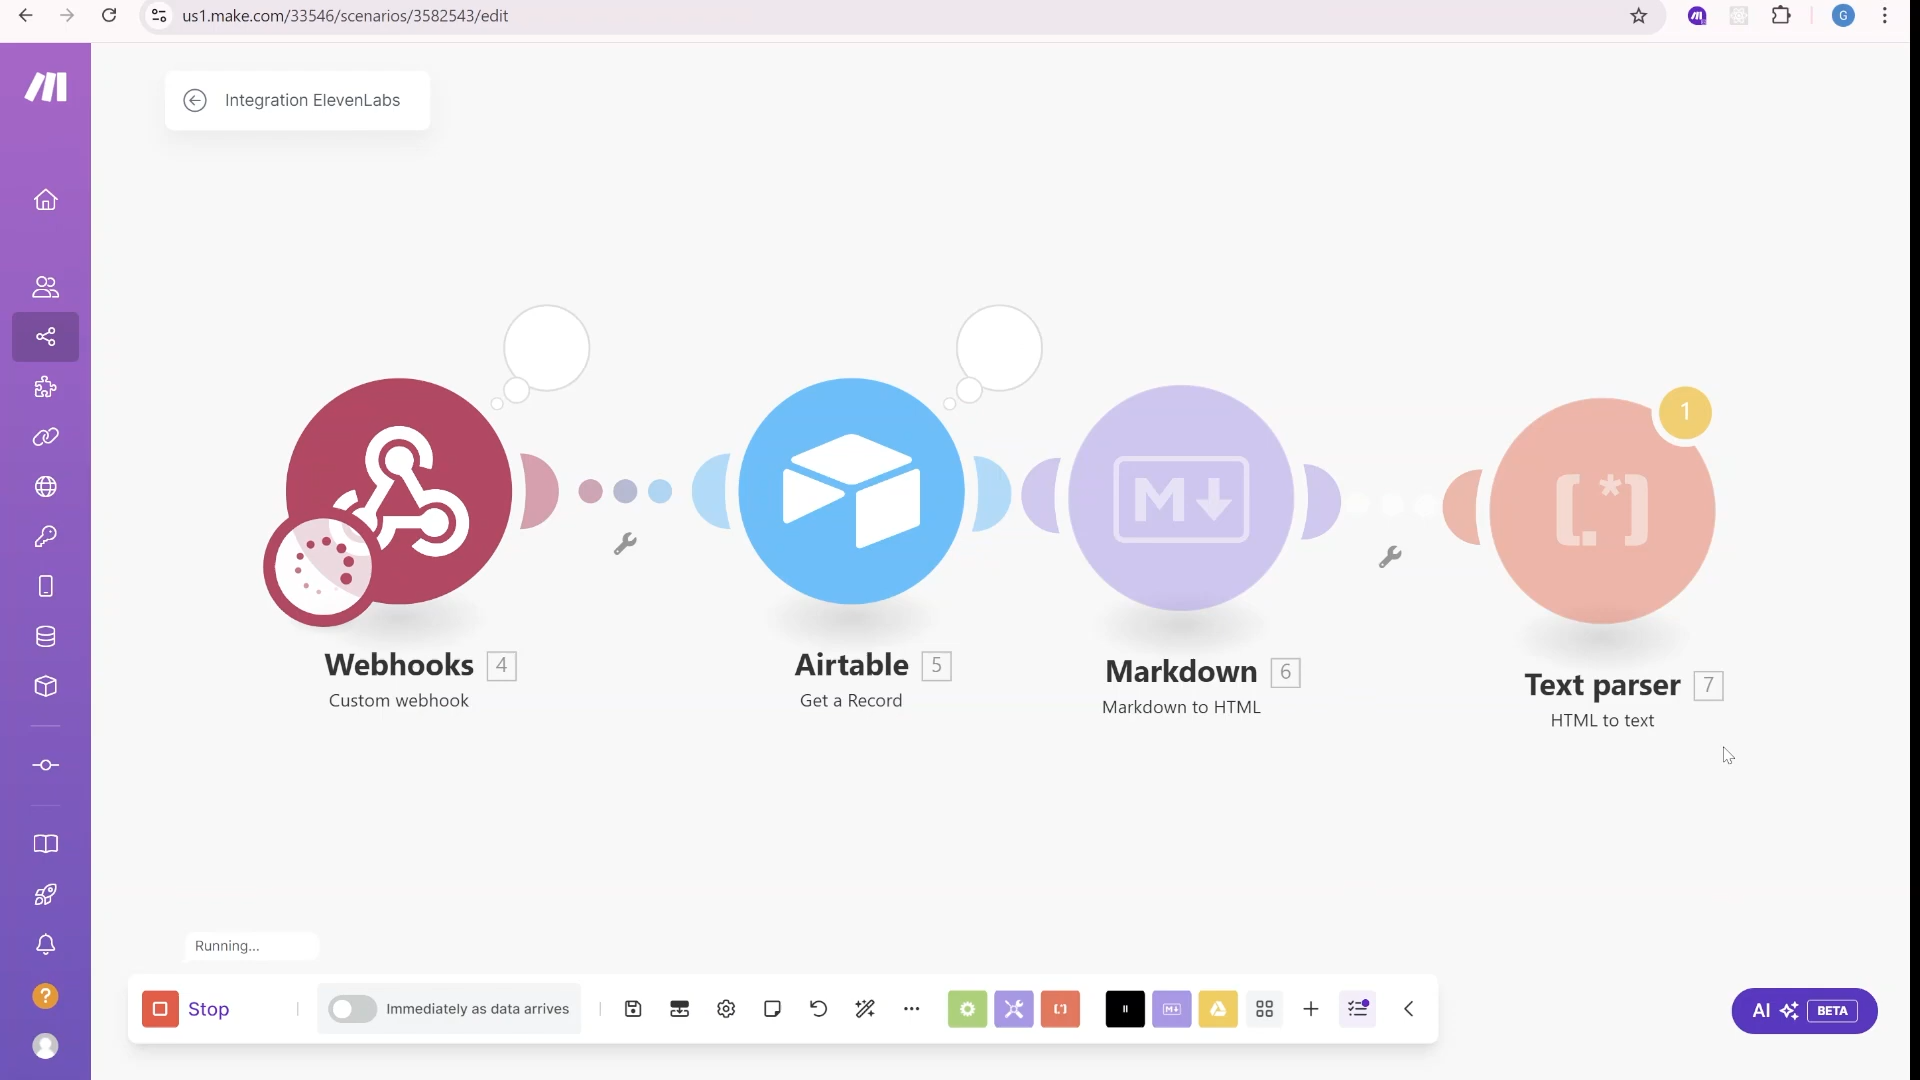 us1.make.com/33546/scenarios/3582543/edit
G
Integration ElevenLabs
1
Webhooks 4
Custom webhook
Airtable 5
Get a Record
Markdown 6
Markdown to HTML
Text parser 7
HTML to text
Running...
Stop
Immediately as data arrives
AI BETA